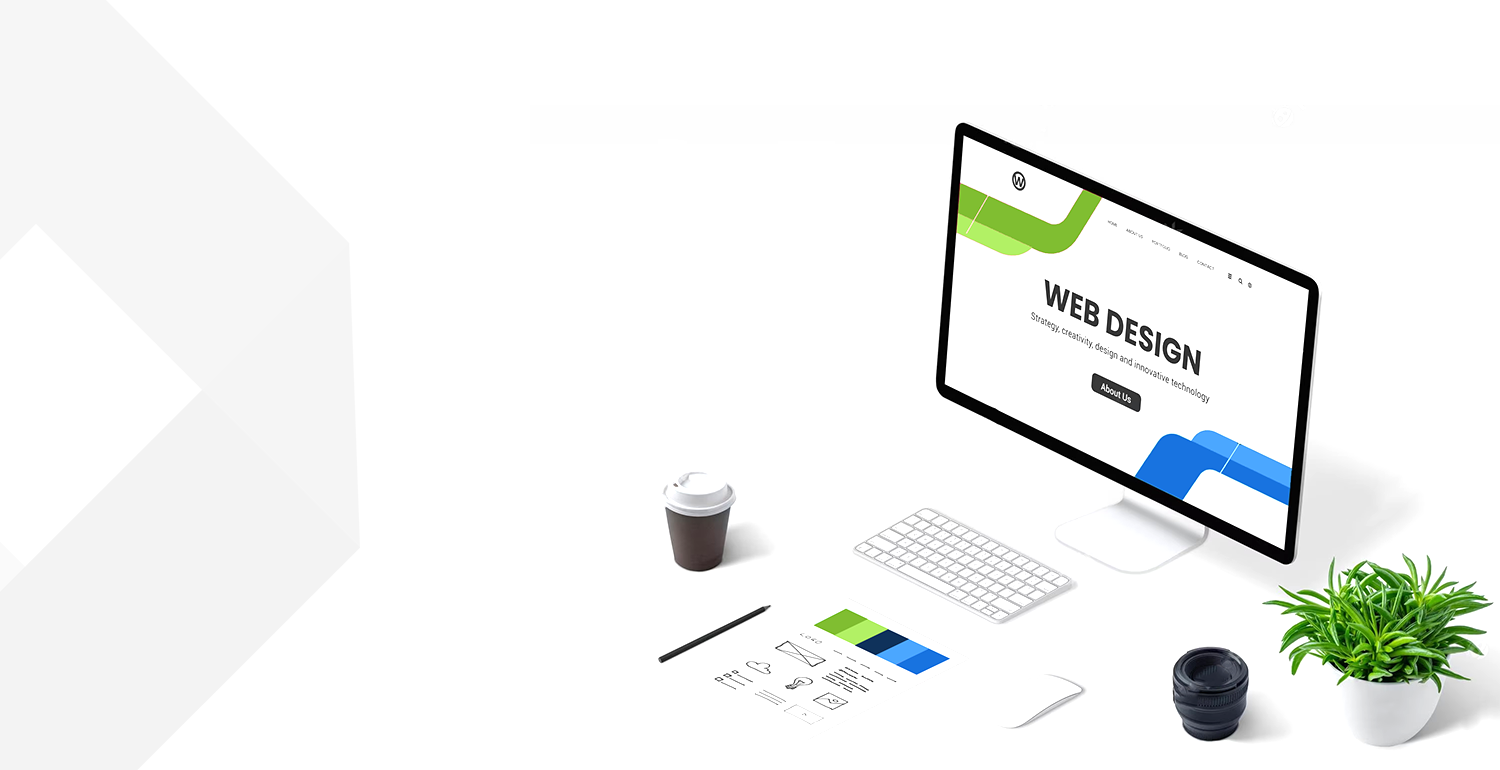 W
HOME ABOUT US PORTFOLIO BLOG CONTACT
WEB DESIGN
Strategy, creativity, design and innovative technology
About Us
LOGO